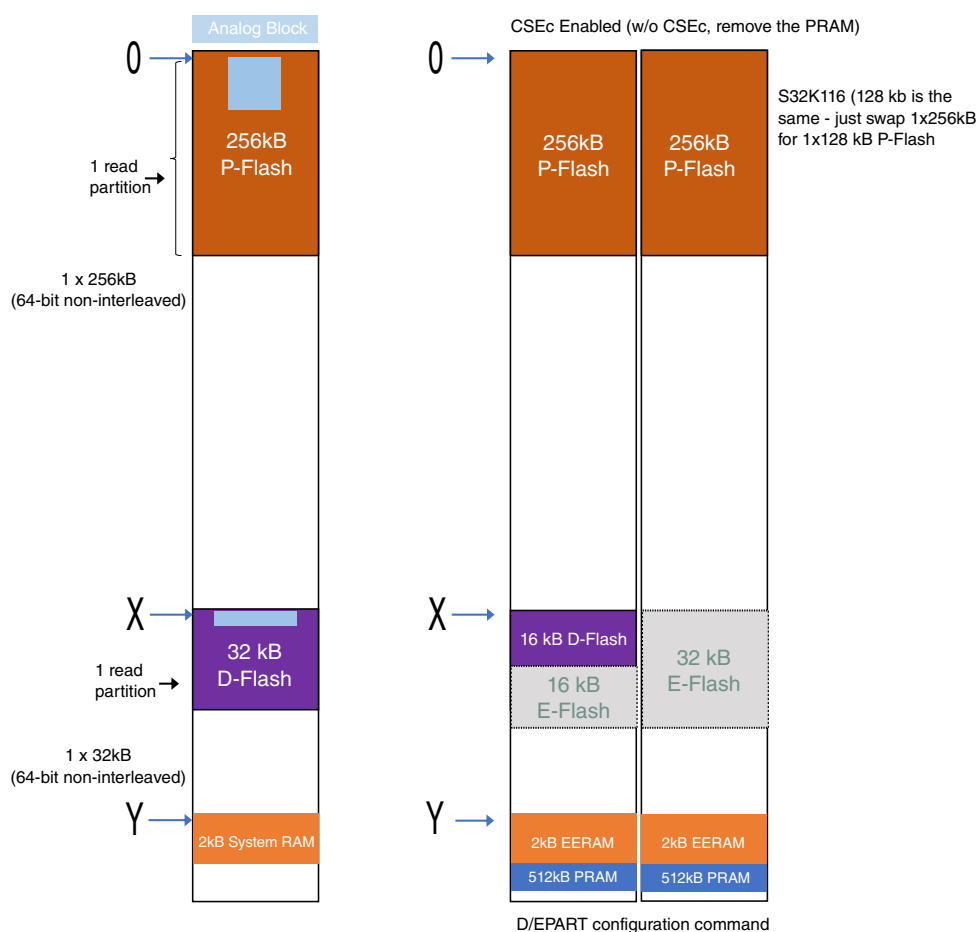 Analog Block
CSEc Enabled (w/o CSEc, remove the PRAM)
0
0
256kB
P-Flash
256kB
P-Flash
256kB
P-Flash
S32K116 (128 kb is the
same - just swap 1x256kB
for 1x128 kB P-Flash
1 read
partition
1 x 256kB
(64-bit non-interleaved)
X
X
32 kB
D-Flash
16 kB D-Flash
16 kB
E-Flash
32 kB
E-Flash
1 read
partition
1 x 32kB
(64-bit non-interleaved)
Y
Y
2kB System RAM
2kB EERAM
2kB EERAM
512kB PRAM
512kB PRAM
D/EPART configuration command